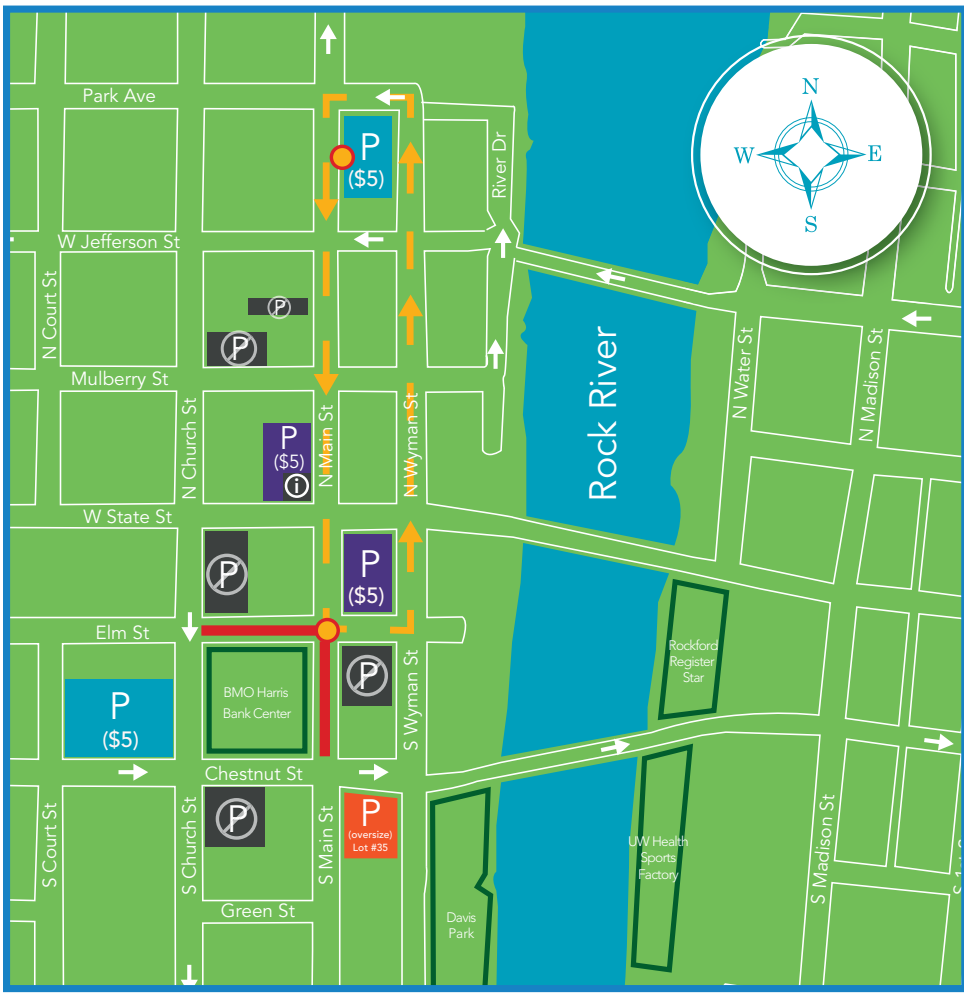 Park Ave
P
($5)
River Dr
N
W
E
S
W Jefferson St
N Court St
P
P
Mulberry St
N Church St
N Main St
N Wyman St
Rock River
N Water St
N Madison St
P
($5)
i
W State St
P
P
($5)
Elm St
BMO Harris
Bank Center
P
S Wyman St
Rockford
Register
Star
P
($5)
Chestnut St
S Court St
S Church St
P
S Main St
P
(oversize)
Lot #35
Green St
Davis
Park
UW Health
Sports
Factory
S Madison St